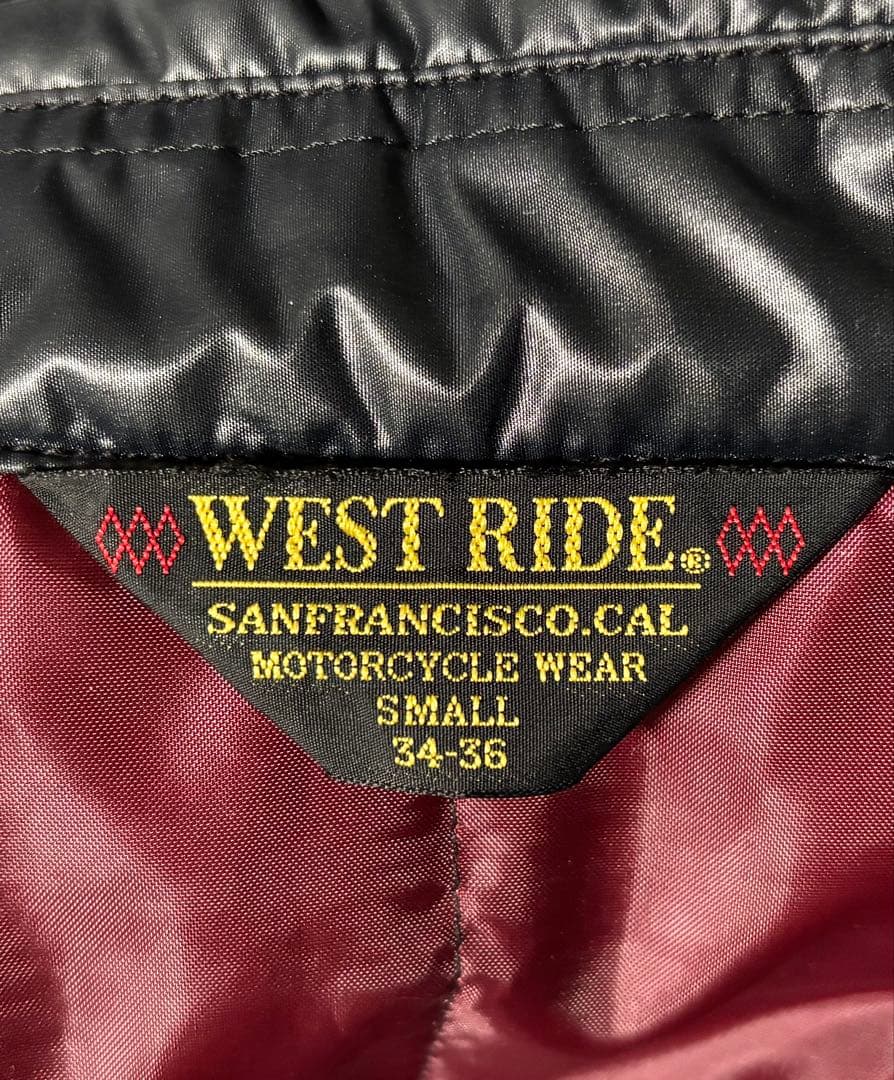 WEST RIDE.®
SANFRANCISCO.CAL
MOTORCYCLE WEAR
SMALL
34-36